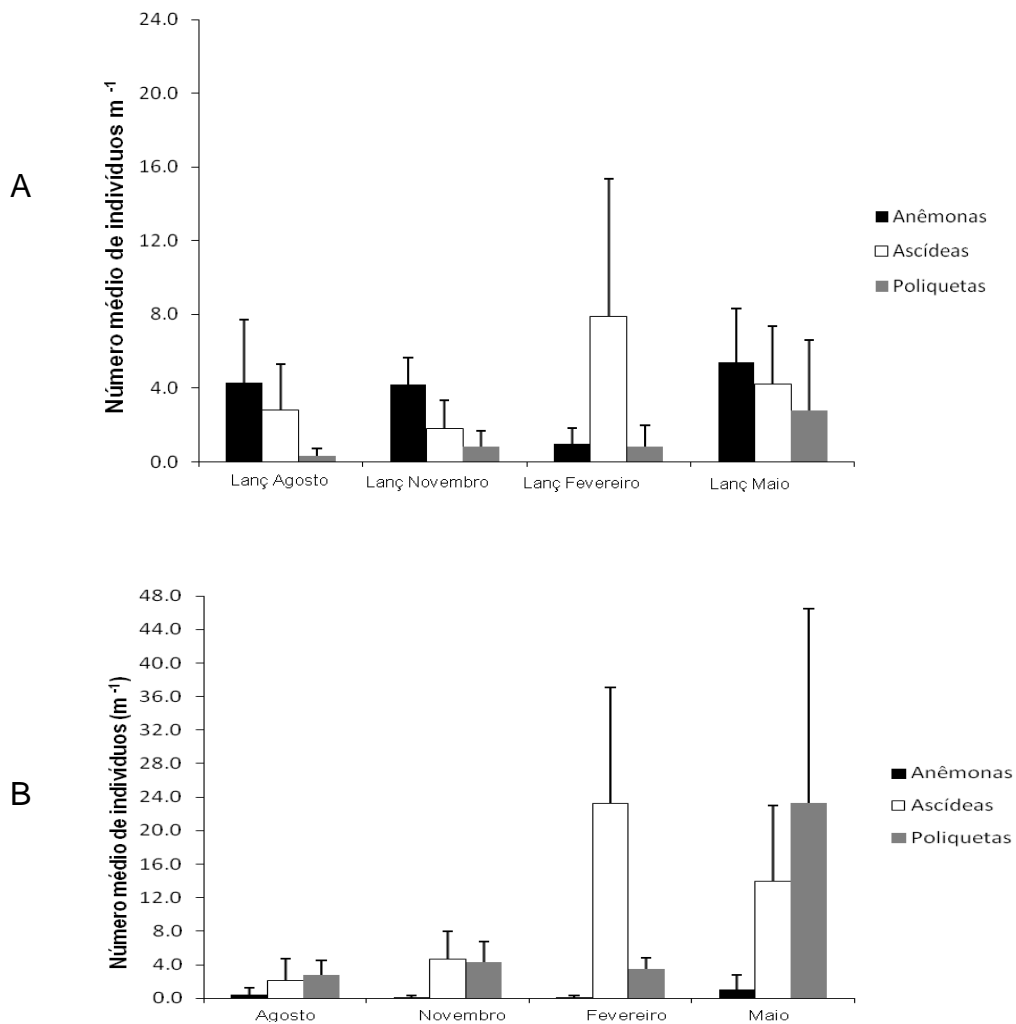 A
Número médio de indivíduos m -1
24.0
20.0
16.0
12.0
8.0
4.0
0.0
Lanç Agosto
Lanç Novembro
Lanç Fevereiro
Lanç Maio
Anêmonas
Ascídeas
Poliquetas
B
Número médio de indivíduos (m -1)
48.0
44.0
40.0
36.0
32.0
28.0
24.0
20.0
16.0
12.0
8.0
4.0
0.0
Agosto
Novembro
Fevereiro
Maio
Anêmonas
Ascídeas
Poliquetas